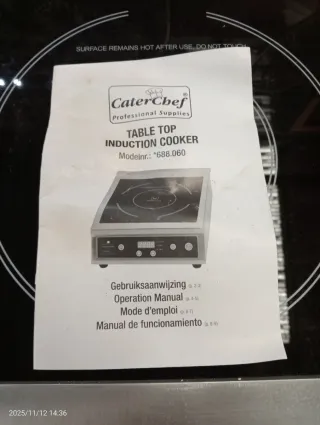 SURFACE REMAINS HOT AFTER USE, DO NOT TOUCH
CaterChef®
Professional Supplies
TABLE TOP
INDUCTION COOKER
Modelnr.: *688.060
Gebruiksaanwijzing
Operation Manual
Mode d'emploi
Manual de funcionamiento
2025/11/12 14:36